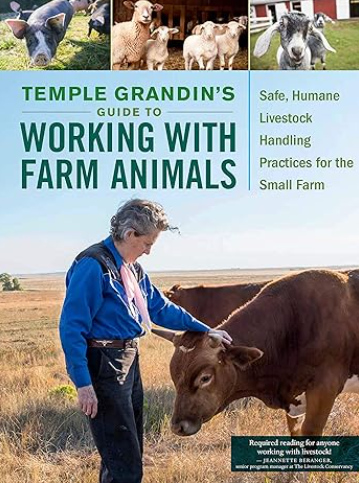 TEMPLE GRANDIN'S
GUIDE TO
WORKING WITH
FARM ANIMALS
Safe, Humane
Livestock
Handling
Practices for the
Small Farm
Required reading for anyone
working with livestock!
— JEANNETTE BERANGER,
senior program manager at The Livestock Conservancy